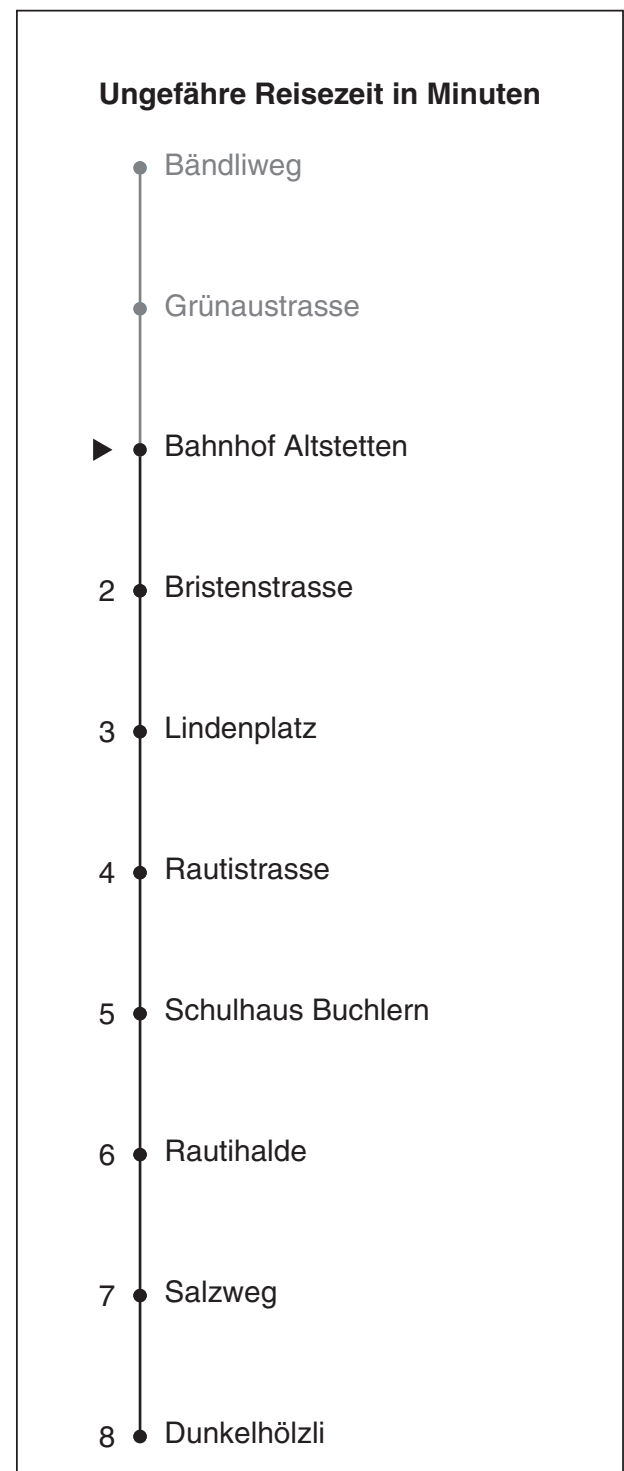 Ungefähre Reisezeit in Minuten
Bändliweg
Grünaustrasse
Bahnhof Altstetten
2 Bristenstrasse
3 Lindenplatz
4 Rautistrasse
5 Schulhaus Buchlern
6 Rautihalde
7 Salzweg
8 Dunkelhölzli